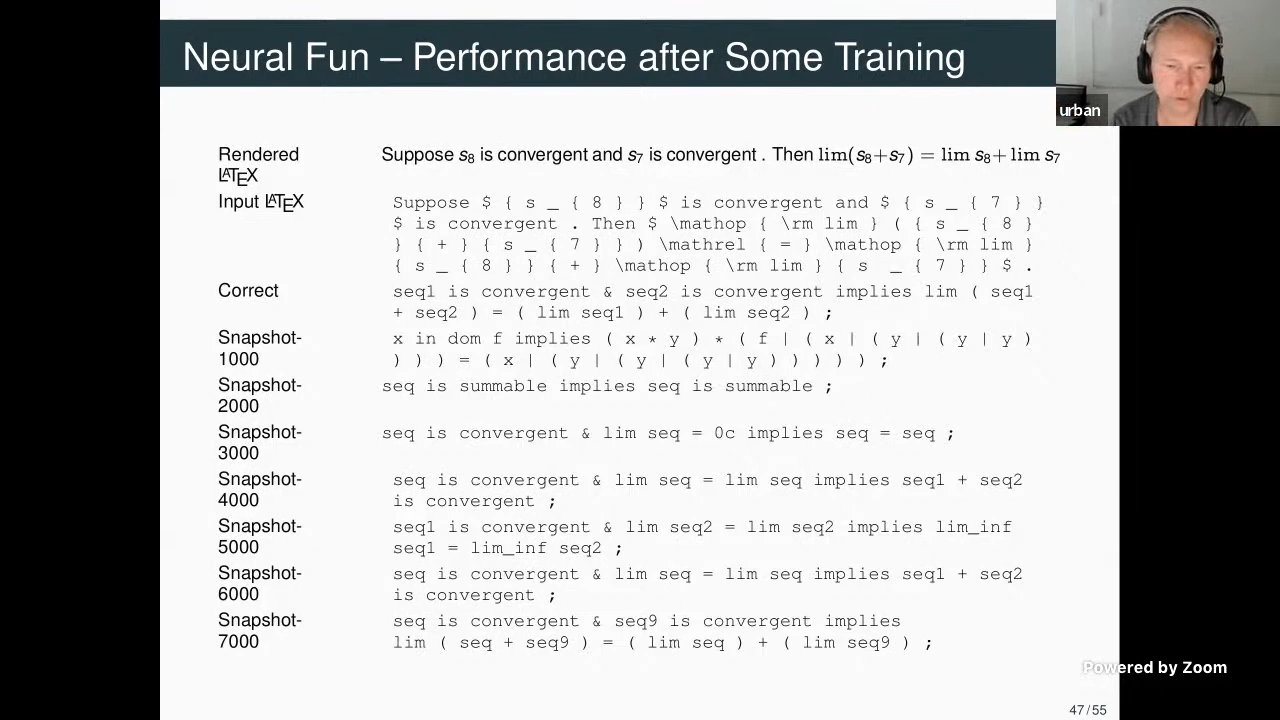 Neural Fun – Performance after Some Training
urban
Rendered LATEX
Suppose s8 is convergent and s7 is convergent . Then lim(s8+s7) = lim s8+ lim s7
Input LATEX
Suppose $ { s _ { 8 } } $ is convergent and $ { s _ { 7 } }
$ is convergent . Then $ \mathop { \rm lim } ( { s _ { 8 }
} { + } { s _ { 7 } } ) \mathrel { = } \mathop { \rm lim }
{ s _ { 8 } } { + } \mathop { \rm lim } { s _ { 7 } } $ .
Correct
seq1 is convergent & seq2 is convergent implies lim ( seq1
+ seq2 ) = ( lim seq1 ) + ( lim seq2 ) ;
Snapshot-
1000
x in dom f implies ( x * y ) * ( f | ( x | ( y | ( y | y )
) ) ) = ( x | ( y | ( y | ( y | y ) ) ) ) ) ;
Snapshot-
2000
seq is summable implies seq is summable ;
Snapshot-
3000
seq is convergent & lim seq = 0c implies seq = seq ;
Snapshot-
4000
seq is convergent & lim seq = lim seq implies seq1 + seq2
is convergent ;
Snapshot-
5000
seq1 is convergent & lim seq2 = lim seq2 implies lim_inf
seq1 = lim_inf seq2 ;
Snapshot-
6000
seq is convergent & lim seq = lim seq implies seq1 + seq2
is convergent ;
Snapshot-
7000
seq is convergent & seq9 is convergent implies
lim ( seq + seq9 ) = ( lim seq ) + ( lim seq9 ) ;
Powered by Zoom
47/55